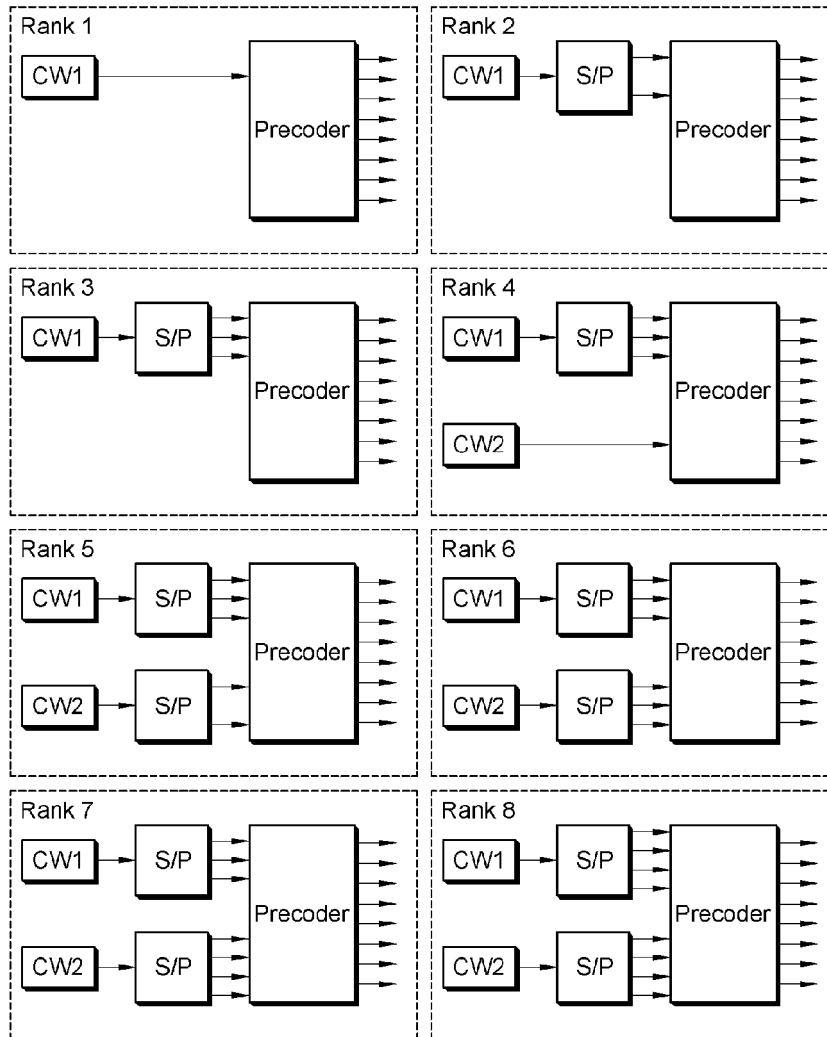 Rank 1
CW1
Precoder
Rank 2
CW1
S/P
Precoder
Rank 3
CW1
S/P
Precoder
Rank 4
CW1
S/P
Precoder
CW2
Rank 5
CW1
S/P
Precoder
CW2
S/P
Rank 6
CW1
S/P
Precoder
CW2
S/P
Rank 7
CW1
S/P
Precoder
CW2
S/P
Rank 8
CW1
S/P
Precoder
CW2
S/P